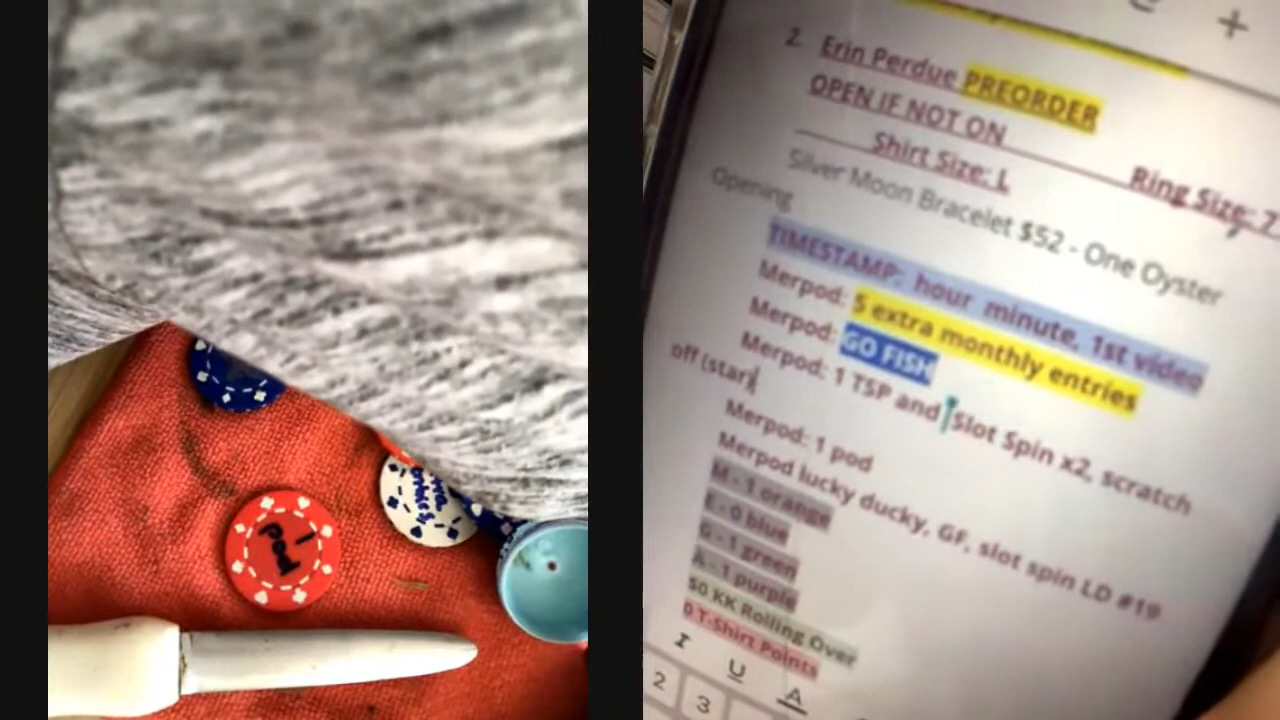 1
pod
2. Erin Perdue PREORDER
OPEN IF NOT ON
Shirt Size: L Ring Size: 7
Silver Moon Bracelet $52 - One Oyster
Opening
TIMESTAMP: hour minute, 1st video
Merpod: 5 extra monthly entries
Merpod: GO FISH
Merpod: 1 TSP and Slot Spin x2, scratch
off (star)
Merpod: 1 pod
Merpod lucky ducky, GF, slot spin LD #19
M - 1 orange
E - 0 blue
G - 1 green
A - 1 purple
$0 KK Rolling Over
0 T-Shirt Points
I U A
2 3